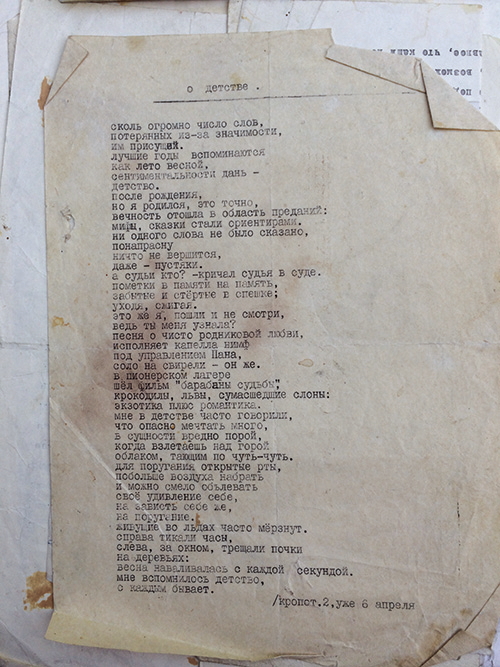 о детстве .
сколь огромно число слов,
потерянных из-за значимости,
им присущей.
лучшие годы вспоминаются
как лето весной,
сентиментальности дань -
детство.
после рождения,
но я родился, это точно,
вечность отошла в область преданий:
мифы, сказки стали ориентирами.
ни одного слова не было сказано,
понапрасну
ничто не вершится,
даже - пустяки.
а судьи кто? -кричал судья в суде.
пометки в памяти на память,
забытые и стёртые в спешке;
уходя, сжигая.
это же я, пошли и не смотри,
ведь ты меня узнала?
песня о чисто родниковой любви,
исполняет капелла нимф
под управлением Пана,
соло на свирели - он же.
в пионерском лагере
шёл фильм "барабаны судьбы",
крокодилы, львы, сумасшедшие слоны:
экзотика плюс романтика.
мне в детстве часто говорили,
что опасно мечтать много,
в сущности вредно порой,
когда взлетаешь над горой
облаком, тающим по чуть-чуть.
для поругания открытые рты,
побольше воздуха набрать
и можно смело обълевать
своё удивление себе,
на зависть себе же,
на поругание.
живущие во льдах часто мёрзнут.
справа тикали часы,
слева, за окном, трещали почки
на деревьях:
весна наваливалась с каждой секундой.
мне вспомнилось детство,
с каждым бывает.
/кропот.2,уже 6 апреля